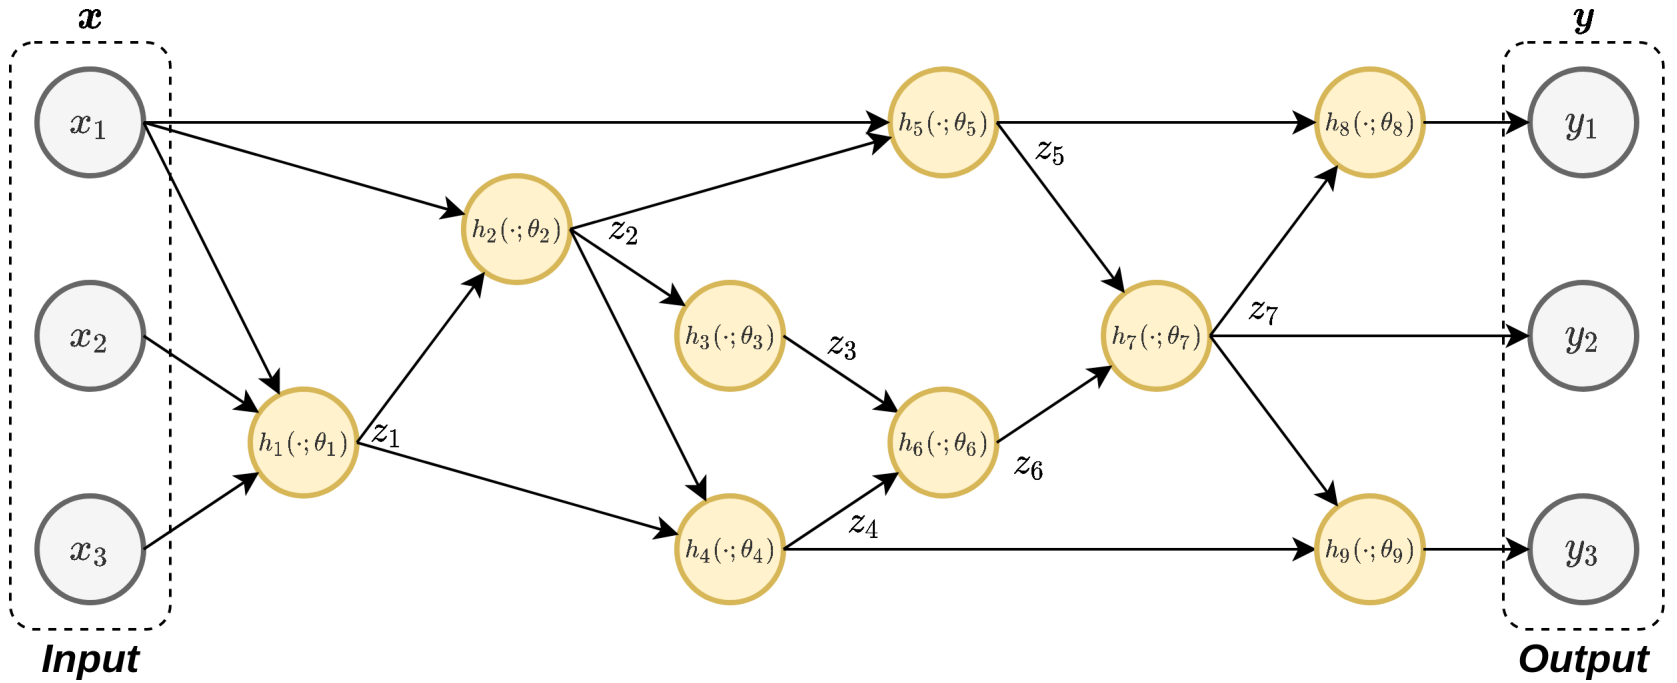 x
y
x₁
h₅(·; θ₅)
h₈(·; θ₈)
y₁
z₅
h₂(·; θ₂)
z₂
x₂
h₃(·; θ₃)
z₃
h₇(·; θ₇)
z₇
y₂
h₁(·; θ₁)
z₁
h₆(·; θ₆)
z₆
z₄
x₃
h₄(·; θ₄)
h₉(·; θ₉)
y₃
Input
Output